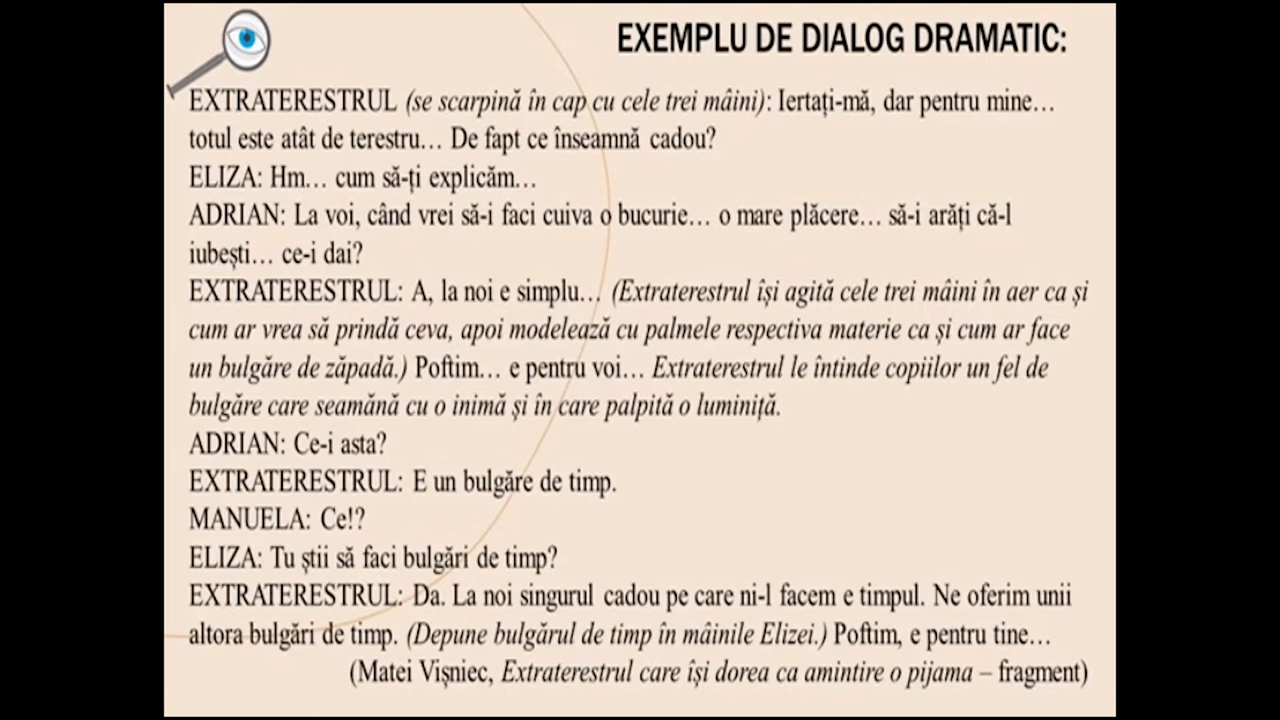 EXEMPLU DE DIALOG DRAMATIC:
EXTRATERESTRUL (se scarpină în cap cu cele trei mâini): Iertați-mă, dar pentru mine…
totul este atât de terestru… De fapt ce înseamnă cadou?
ELIZA: Hm… cum să-ți explicăm…
ADRIAN: La voi, când vrei să-i faci cuiva o bucurie… o mare plăcere… să-i arăți că-l
iubești… ce-i dai?
EXTRATERESTRUL: A, la noi e simplu… (Extraterestrul își agită cele trei mâini în aer ca și
cum ar vrea să prindă ceva, apoi modelează cu palmele respectiva materie ca și cum ar face
un bulgăre de zăpadă.) Poftim… e pentru voi… Extraterestrul le întinde copiilor un fel de
bulgăre care seamănă cu o inimă și în care palpită o luminiță.
ADRIAN: Ce-i asta?
EXTRATERESTRUL: E un bulgăre de timp.
MANUELA: Ce!?
ELIZA: Tu știi să faci bulgări de timp?
EXTRATERESTRUL: Da. La noi singurul cadou pe care ni-l facem e timpul. Ne oferim unii
altora bulgări de timp. (Depune bulgărul de timp în mâinile Elizei.) Poftim, e pentru tine…
(Matei Vișniec, Extraterestrul care își dorea ca amintire o pijama – fragment)